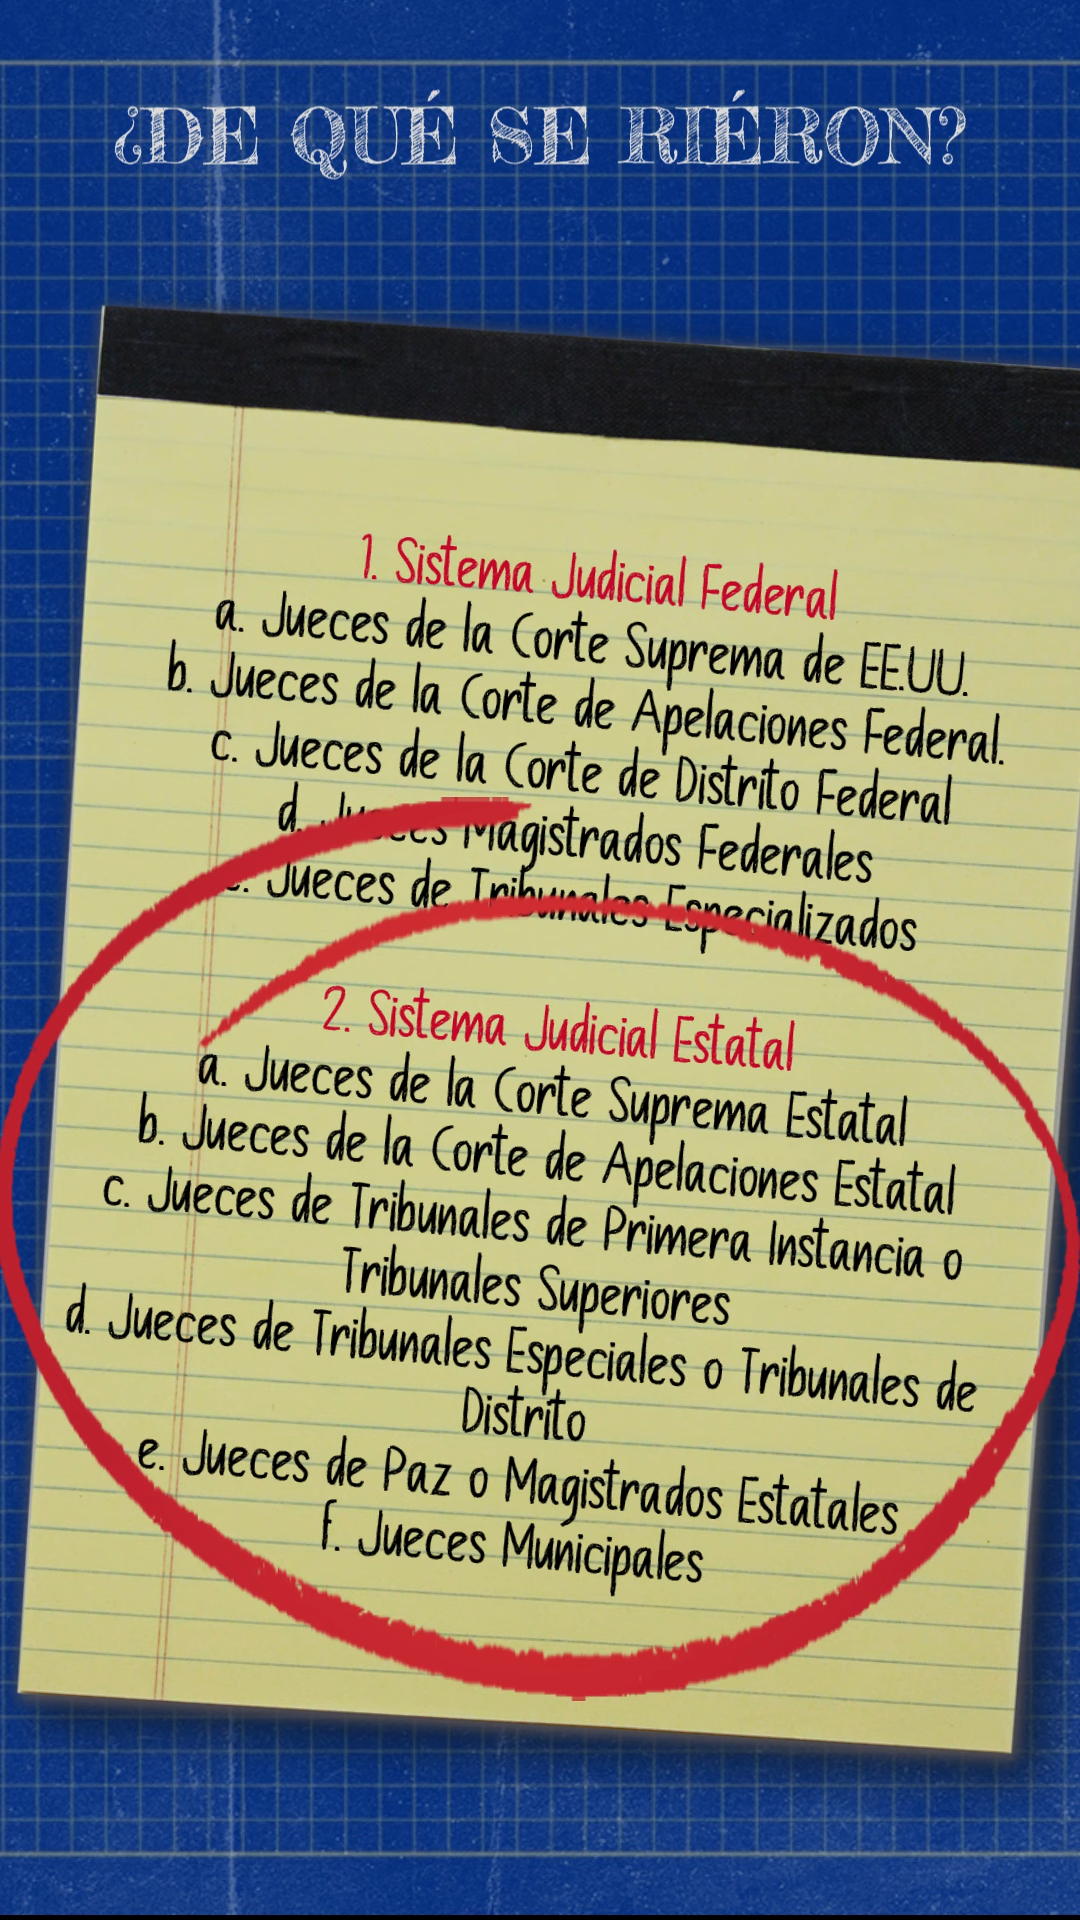 ¿DE QUÉ SE RIÉRON?
1. Sistema Judicial Federal
a. Jueces de la Corte Suprema de EE.UU.
b. Jueces de la Corte de Apelaciones Federal.
c. Jueces de la Corte de Distrito Federal
d. Jueces Magistrados Federales
e. Jueces de Tribunales Especializados
2. Sistema Judicial Estatal
a. Jueces de la Corte Suprema Estatal
b. Jueces de la Corte de Apelaciones Estatal
c. Jueces de Tribunales de Primera Instancia o
Tribunales Superiores
d. Jueces de Tribunales Especiales o Tribunales de
Distrito
e. Jueces de Paz o Magistrados Estatales
f. Jueces Municipales